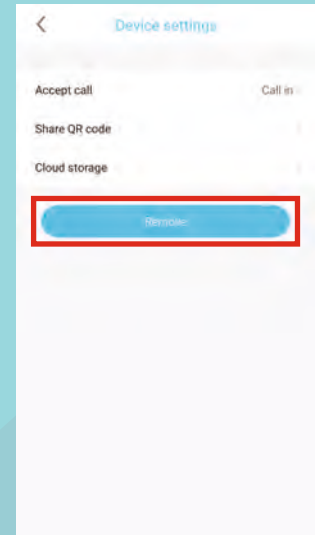 Device settings
Accept call Call in
Share QR code
Cloud storage
Remove